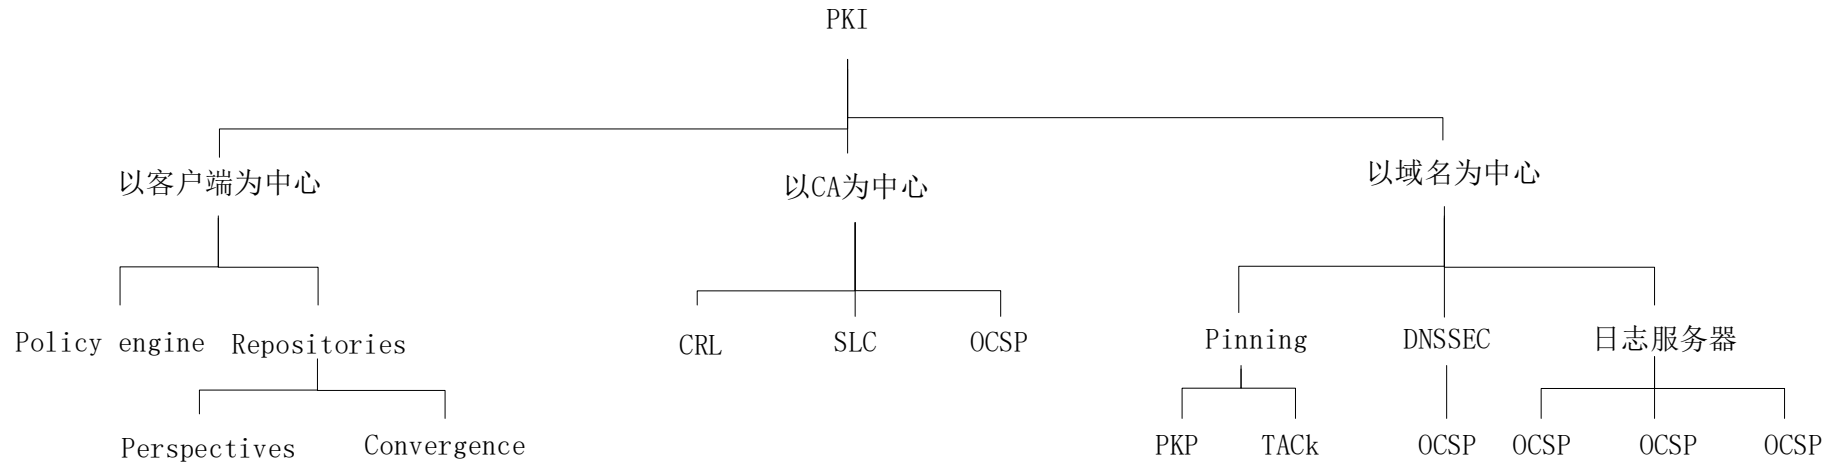 PKI
以客户端为中心
以CA为中心
以域名为中心
Policy engine
Repositories
CRL
SLC
OCSP
Pinning
DNSSEC
日志服务器
Perspectives
Convergence
PKP
TACk
OCSP
OCSP
OCSP
OCSP